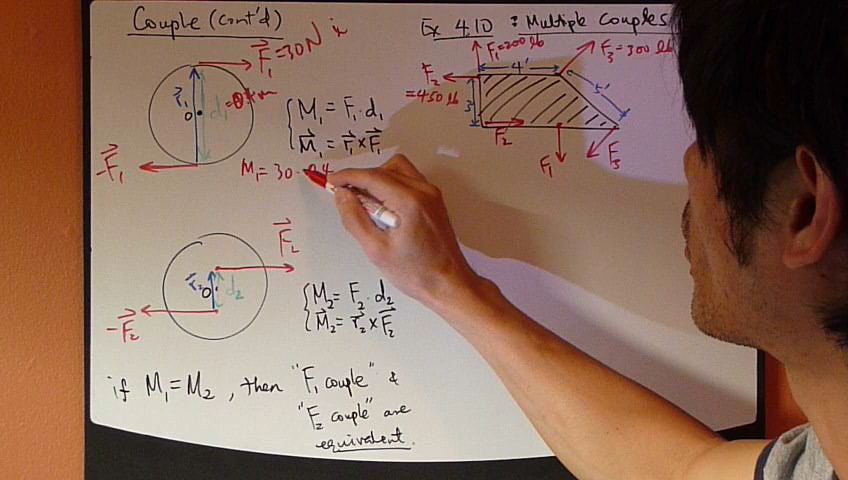 Couple (cont'd)
F₁=30N i
r₁
d₁
O
-F₁
M₁ = F₁ · d₁
M₁ = r₁ × F₁
M₁ = 30 · 0.4
F₂
r₂
O
d₂
-F₂
M₂ = F₂ · d₂
M₂ = r₂ × F₂
if M₁ = M₂, then "F₁ couple" &
"F₂ couple" are
equivalent.
Ex 4.10 : Multiple couples
F₁=200 lb
F₃=300 lb
4'
F₂
=450 lb
3'
5'
F₂
F₁
F₃